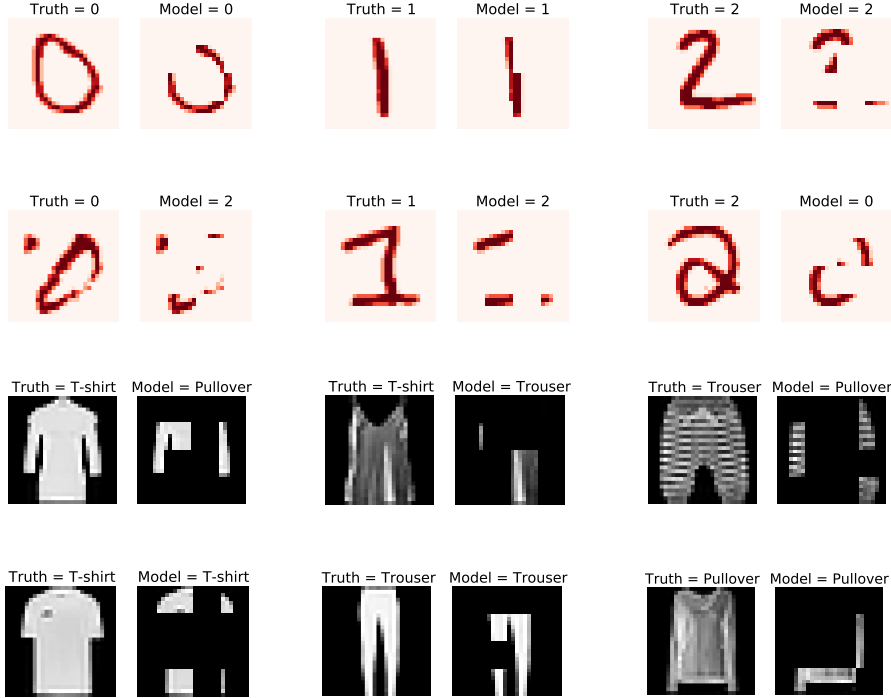 Truth = 0 Model = 0 Truth = 1 Model = 1 Truth = 2 Model = 2
Truth = 0 Model = 2 Truth = 1 Model = 2 Truth = 2 Model = 0
Truth = T-shirt Model = Pullover Truth = T-shirt Model = Trouser Truth = Trouser Model = Pullover
Truth = T-shirt Model = T-shirt Truth = Trouser Model = Trouser Truth = Pullover Model = Pullover